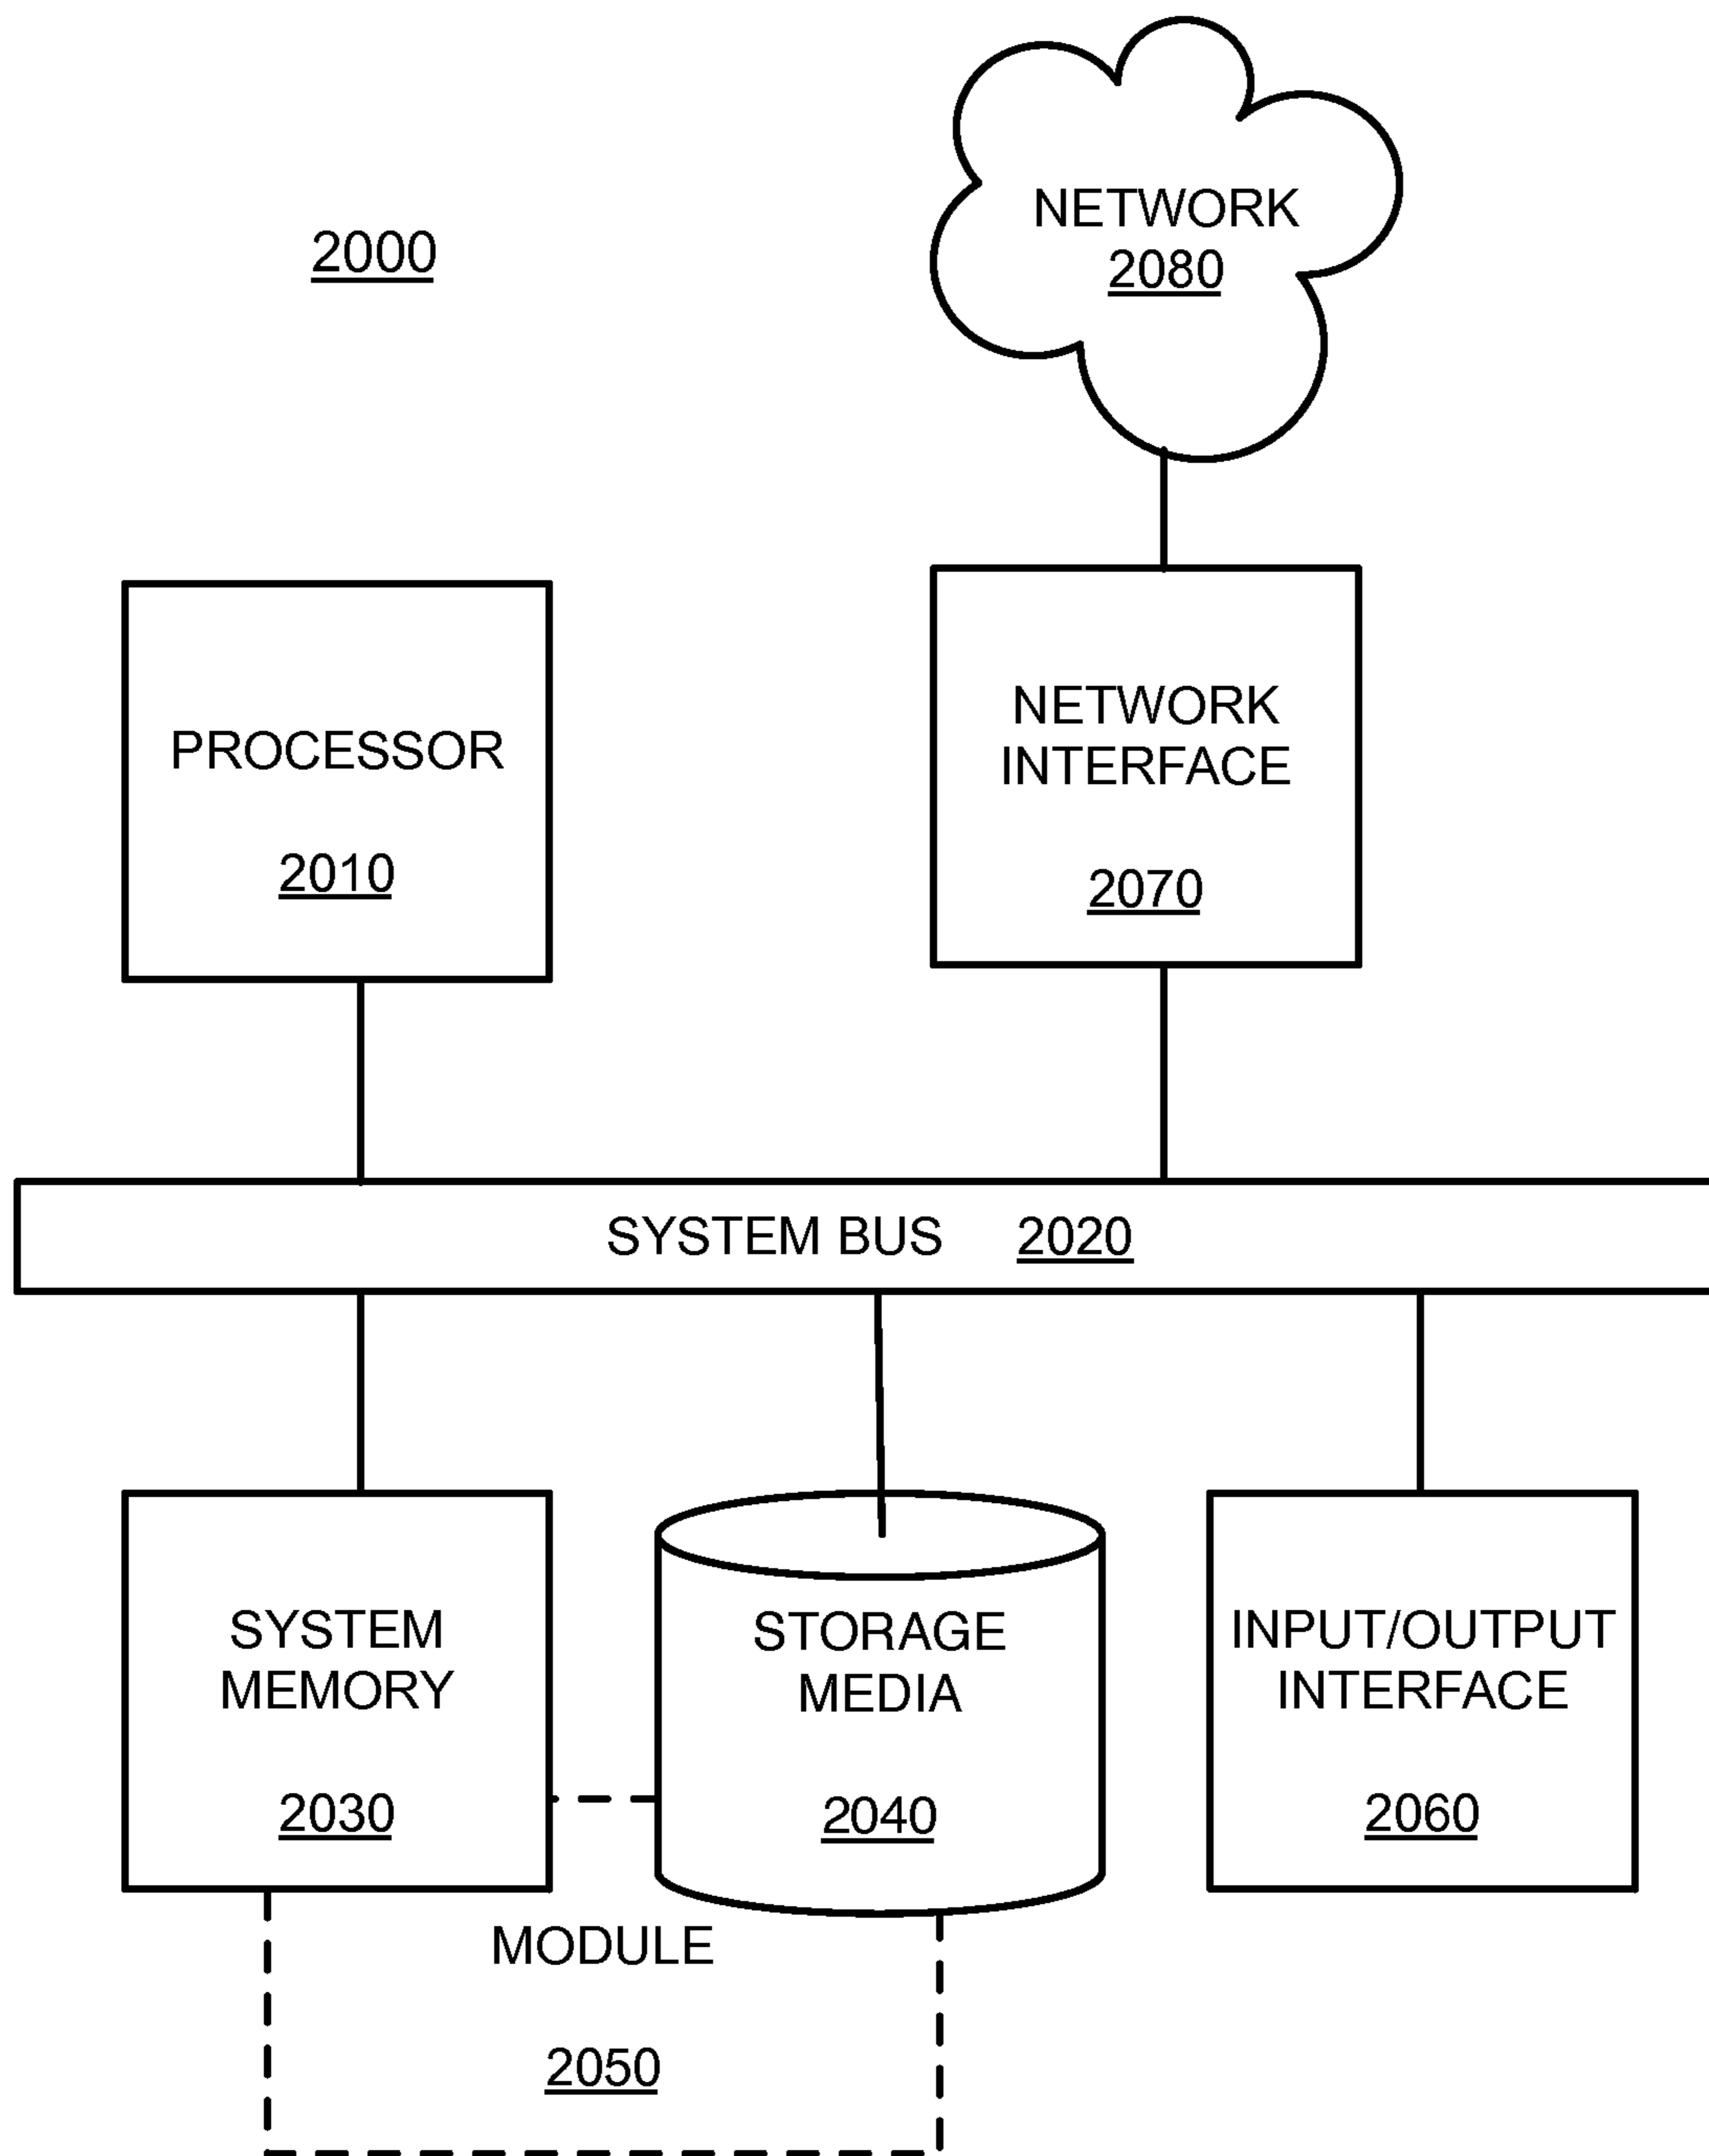 2000
NETWORK
2080
PROCESSOR
2010
NETWORK
INTERFACE
2070
SYSTEM BUS 2020
SYSTEM
MEMORY
2030
STORAGE
MEDIA
2040
INPUT/OUTPUT
INTERFACE
2060
MODULE
2050